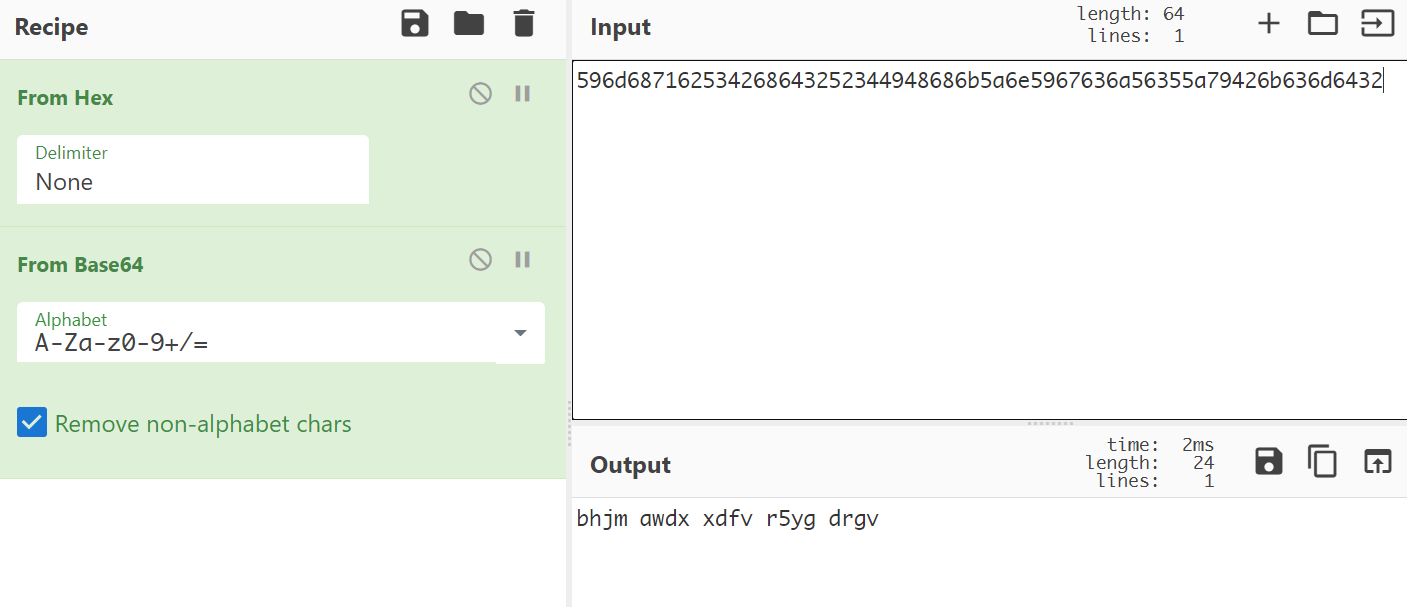 Recipe
From Hex
Delimiter
None
From Base64
Alphabet
A-Za-z0-9+/=
Remove non-alphabet chars
Input
length: 64
lines: 1
596d687162534268643252344948686b5a6e5967636a56355a79426b636d6432
Output
time: 2ms
length: 24
lines: 1
bhjm awdx xdfv r5yg drgv